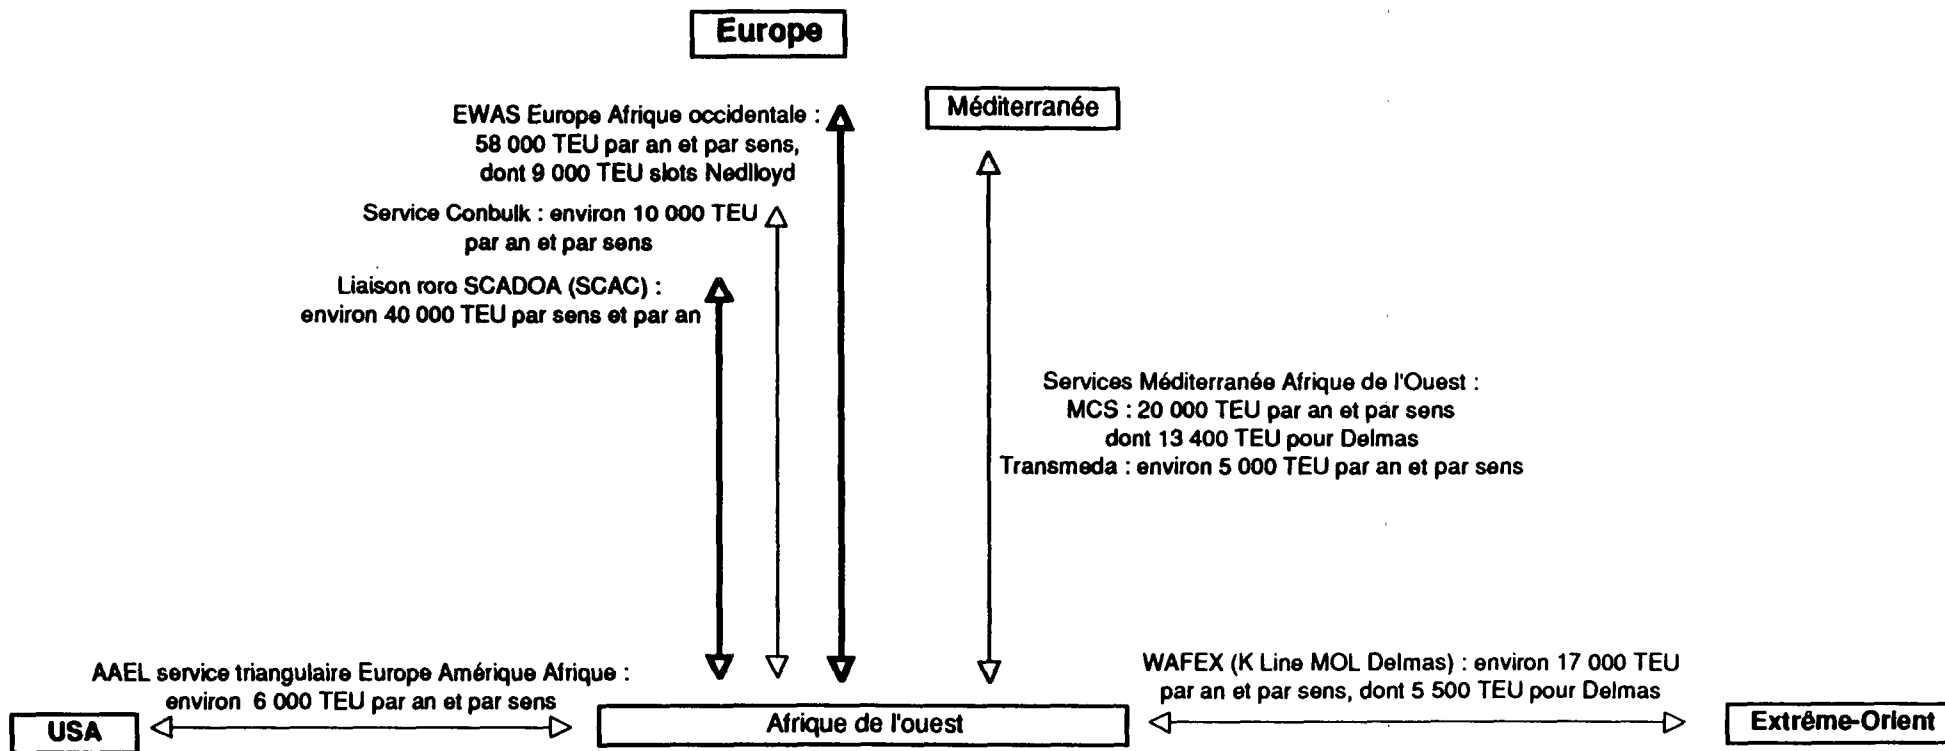 Europe
Méditerranée
EWAS Europe Afrique occidentale :
58 000 TEU par an et par sens,
dont 9 000 TEU slots Nedlloyd
Service Conbulk : environ 10 000 TEU
par an et par sens
Liaison roro SCADOA (SCAC) :
environ 40 000 TEU par sens et par an
Services Méditerranée Afrique de l'Ouest :
MCS : 20 000 TEU par an et par sens
dont 13 400 TEU pour Delmas
Transmeda : environ 5 000 TEU par an et par sens
AAEL service triangulaire Europe Amérique Afrique :
environ 6 000 TEU par an et par sens
WAFEX (K Line MOL Delmas) : environ 17 000 TEU
par an et par sens, dont 5 500 TEU pour Delmas
USA
Afrique de l'ouest
Extrême-Orient